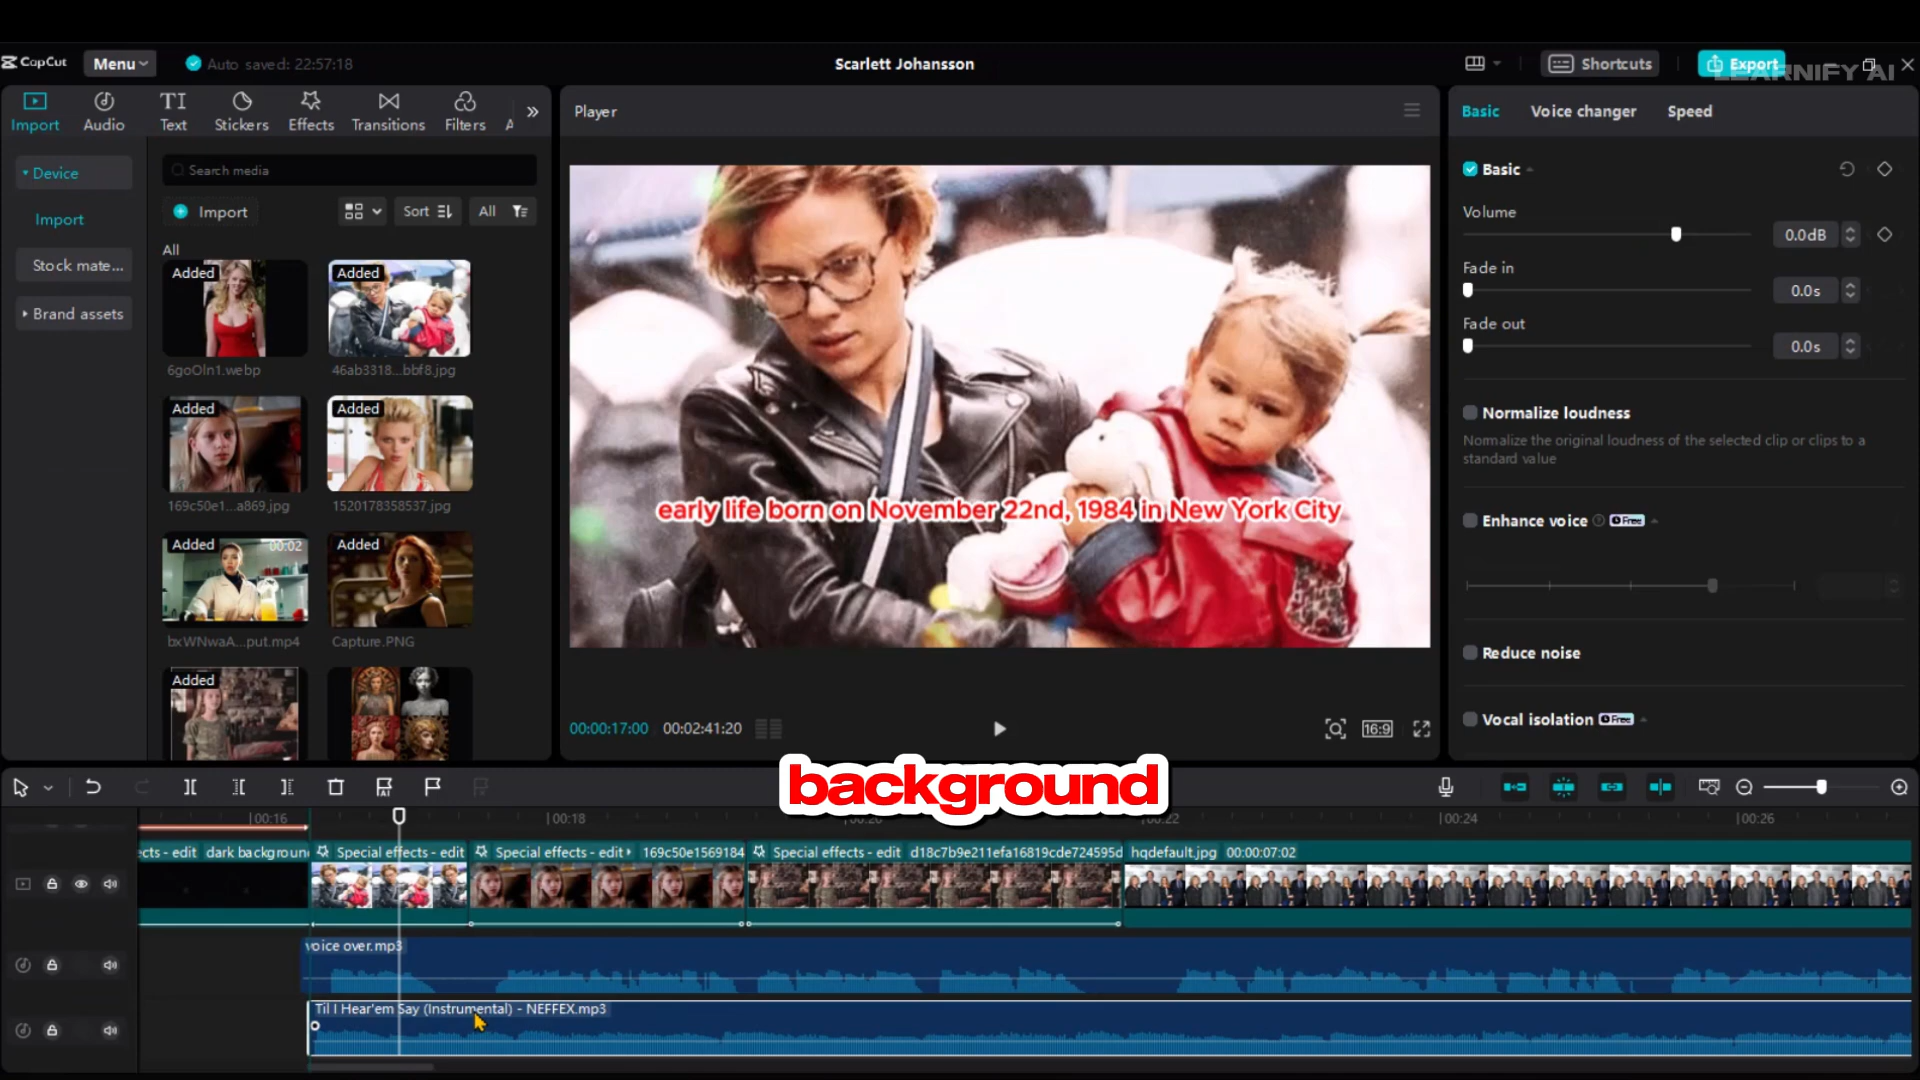 CapCut
Menu
Auto saved: 22:57:18
Scarlett Johansson
Shortcuts
Export
LEARNIFY AI
Import
Audio
TI
Text
Stickers
Effects
Transitions
Filters
A
Player
Basic
Voice changer
Speed
Device
Import
Stock mate...
Brand assets
Search media
Import
Sort
All
All
Added
6goOln1.webp
Added
46ab3318...bbf8.jpg
Added
169c50e1...a869.jpg
Added
1520178358537.jpg
Added
00:02
bxWNwaA...put.mp4
Added
Capture.PNG
Added
early life born on November 22nd, 1984 in New York City
00:00:17:00
00:02:41:20
16:9
Basic
Volume
0.0dB
Fade in
0.0s
Fade out
0.0s
Normalize loudness
Normalize the original loudness of the selected clip or clips to a
standard value
Enhance voice
Free
Reduce noise
Vocal isolation
Free
background
00:16
00:18
00:20
00:22
00:24
00:26
ects - edit dark background
Special effects - edit
Special effects - edit 169c50e1569184
Special effects - edit d18c7b9e211efa16819cde724595d
hqdefault.jpg 00:00:07:02
voice over.mp3
Til I Hear'em Say (Instrumental) - NEFFEX.mp3